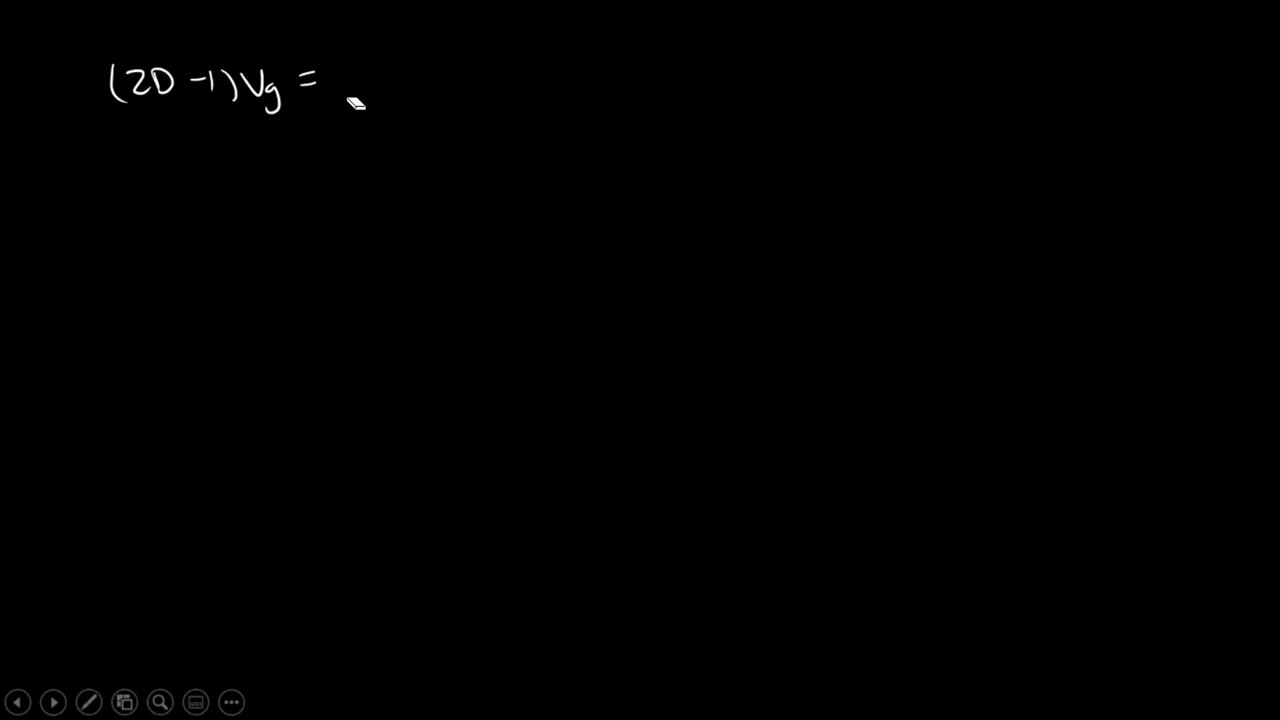 (2D -1) Vg =